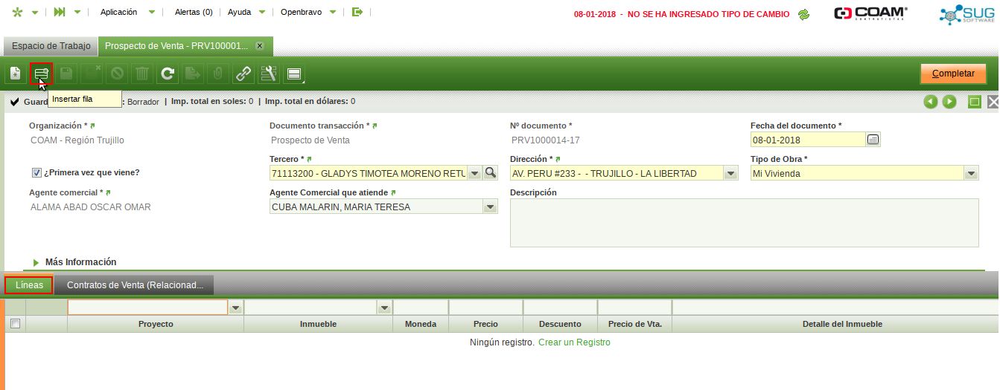 Aplicación Alertas (0) Ayuda Openbravo 08-01-2018 - NO SE HA INGRESADO TIPO DE CAMBIO COAM CONTRATISTAS SUG SOFTWARE
Espacio de Trabajo Prospecto de Venta - PRV100001... x
Completar
Insertar fila
Guard : Borrador | Imp. total en soles: 0 | Imp. total en dólares: 0
Organización * Documento transacción * Nº documento * Fecha del documento *
COAM - Región Trujillo Prospecto de Venta PRV1000014-17 08-01-2018
Tercero * Dirección * Tipo de Obra *
¿Primera vez que viene? 71113200 - GLADYS TIMOTEA MORENO RETU AV. PERU #233 - - TRUJILLO - LA LIBERTAD Mi Vivienda
Agente comercial * Agente Comercial que atiende Descripción
ALAMA ABAD OSCAR OMAR CUBA MALARIN, MARIA TERESA
Más Información
Líneas Contratos de Venta (Relacionad...
Proyecto Inmueble Moneda Precio Descuento Precio de Vta. Detalle del Inmueble
Ningún registro. Crear un Registro